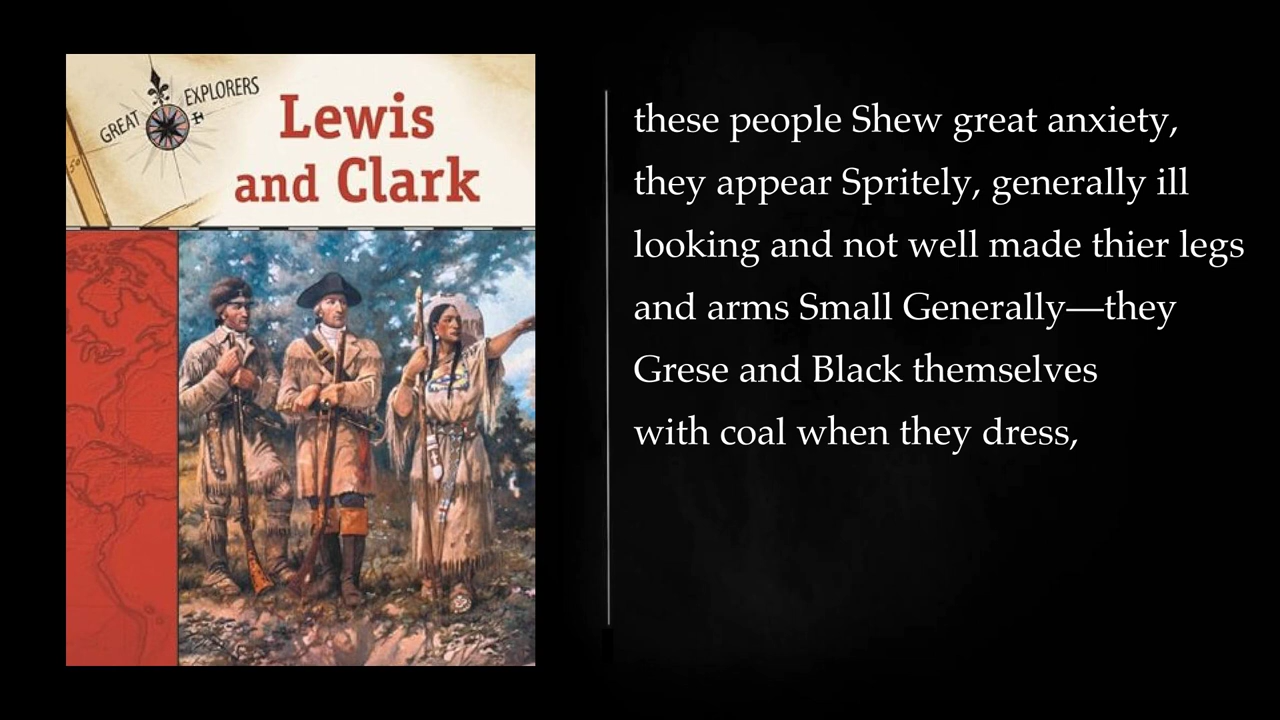 GREAT EXPLORERS
Lewis
and Clark
50
these people Shew great anxiety,
they appear Spritely, generally ill
looking and not well made thier legs
and arms Small Generally—they
Grese and Black themselves
with coal when they dress,